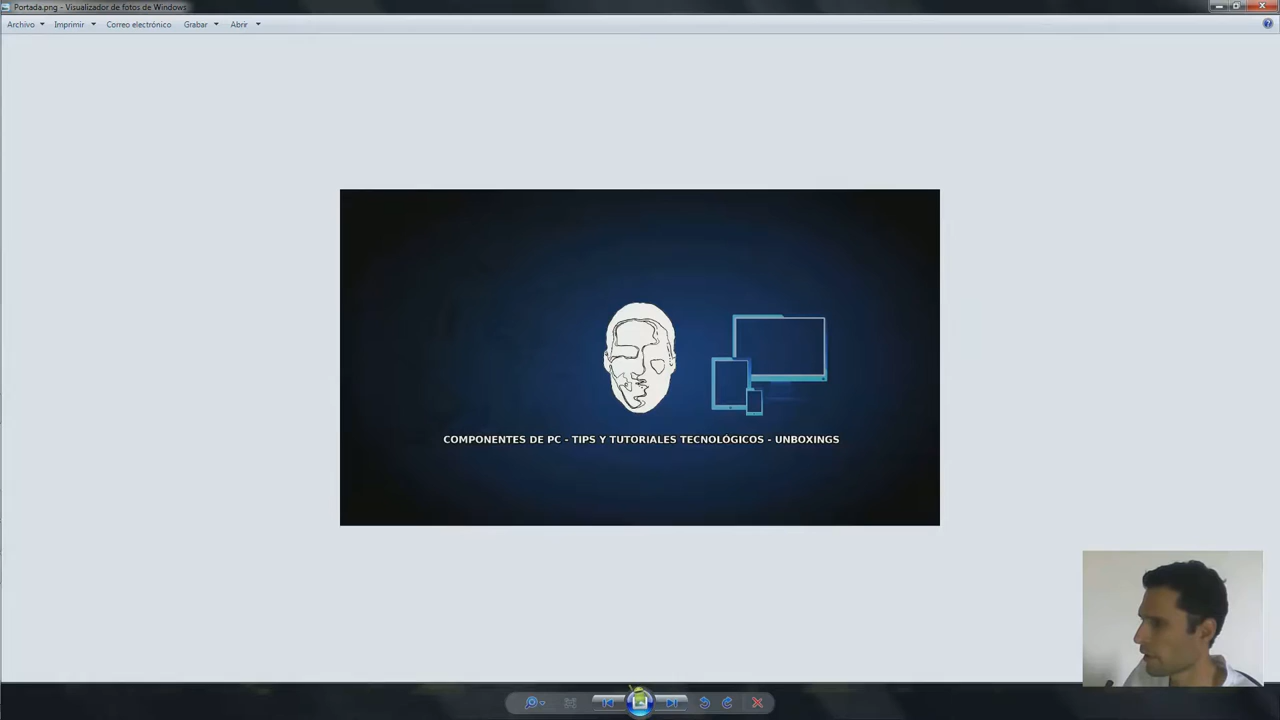 Portada.png - Visualizador de fotos de Windows
Archivo Imprimir Correo electrónico Grabar Abrir
COMPONENTES DE PC - TIPS Y TUTORIALES TECNOLÓGICOS - UNBOXINGS